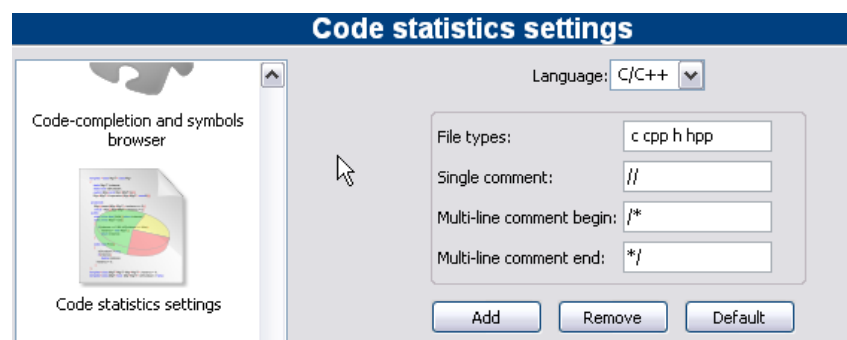 Code statistics settings
Code-completion and symbols
browser
Code statistics settings
Language: C/C++
File types: c cpp h hpp
Single comment: //
Multi-line comment begin: /*
Multi-line comment end: */
Add Remove Default